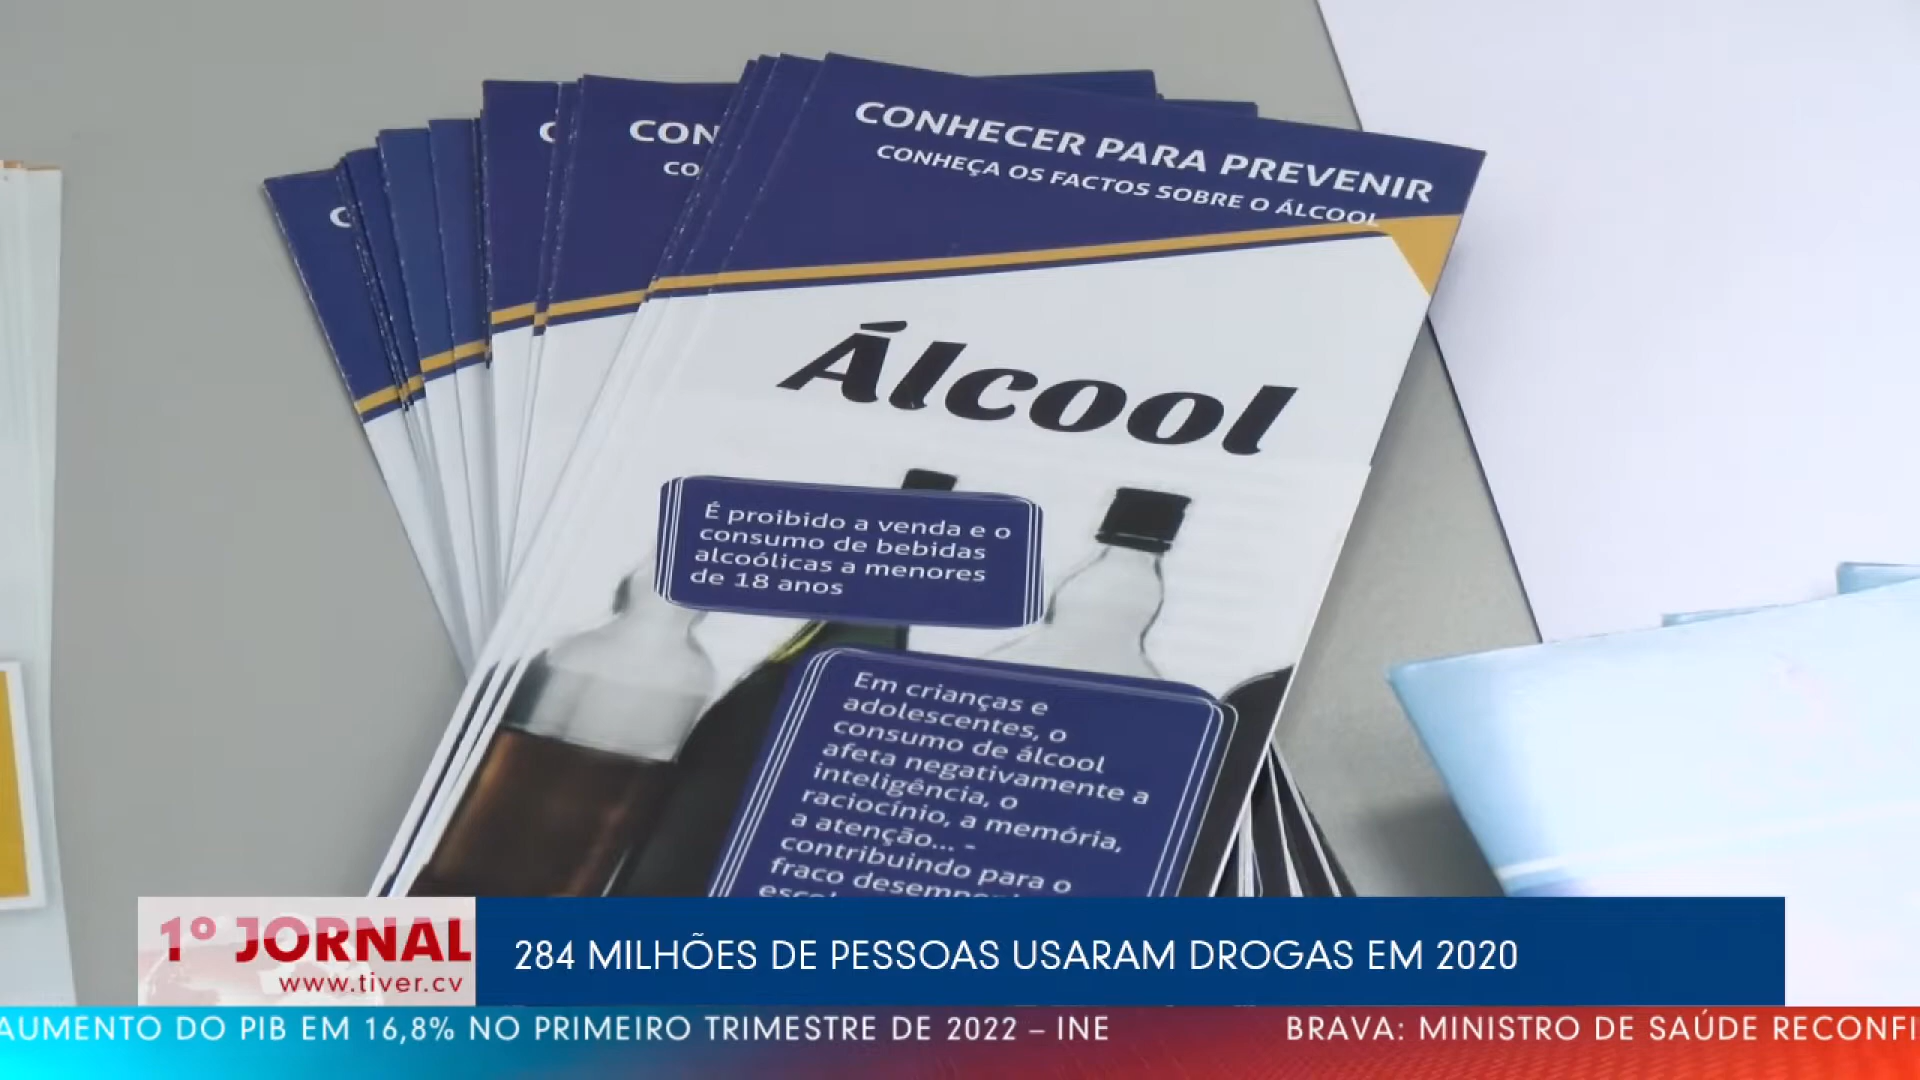 CONHECER PARA PREVENIR
CONHEÇA OS FACTOS SOBRE O ÁLCOOL
Álcool
É proibido a venda e o
consumo de bebidas
alcoólicas a menores
de 18 anos
Em crianças e
adolescentes, o
consumo de álcool
afeta negativamente a
inteligência, o
raciocínio, a memória,
a atenção... -
contribuindo para o
fraco
1º JORNAL
www.tiver.cv
284 MILHÕES DE PESSOAS USARAM DROGAS EM 2020
AUMENTO DO PIB EM 16,8% NO PRIMEIRO TRIMESTRE DE 2022 – INE
BRAVA: MINISTRO DE SAÚDE RECONFI